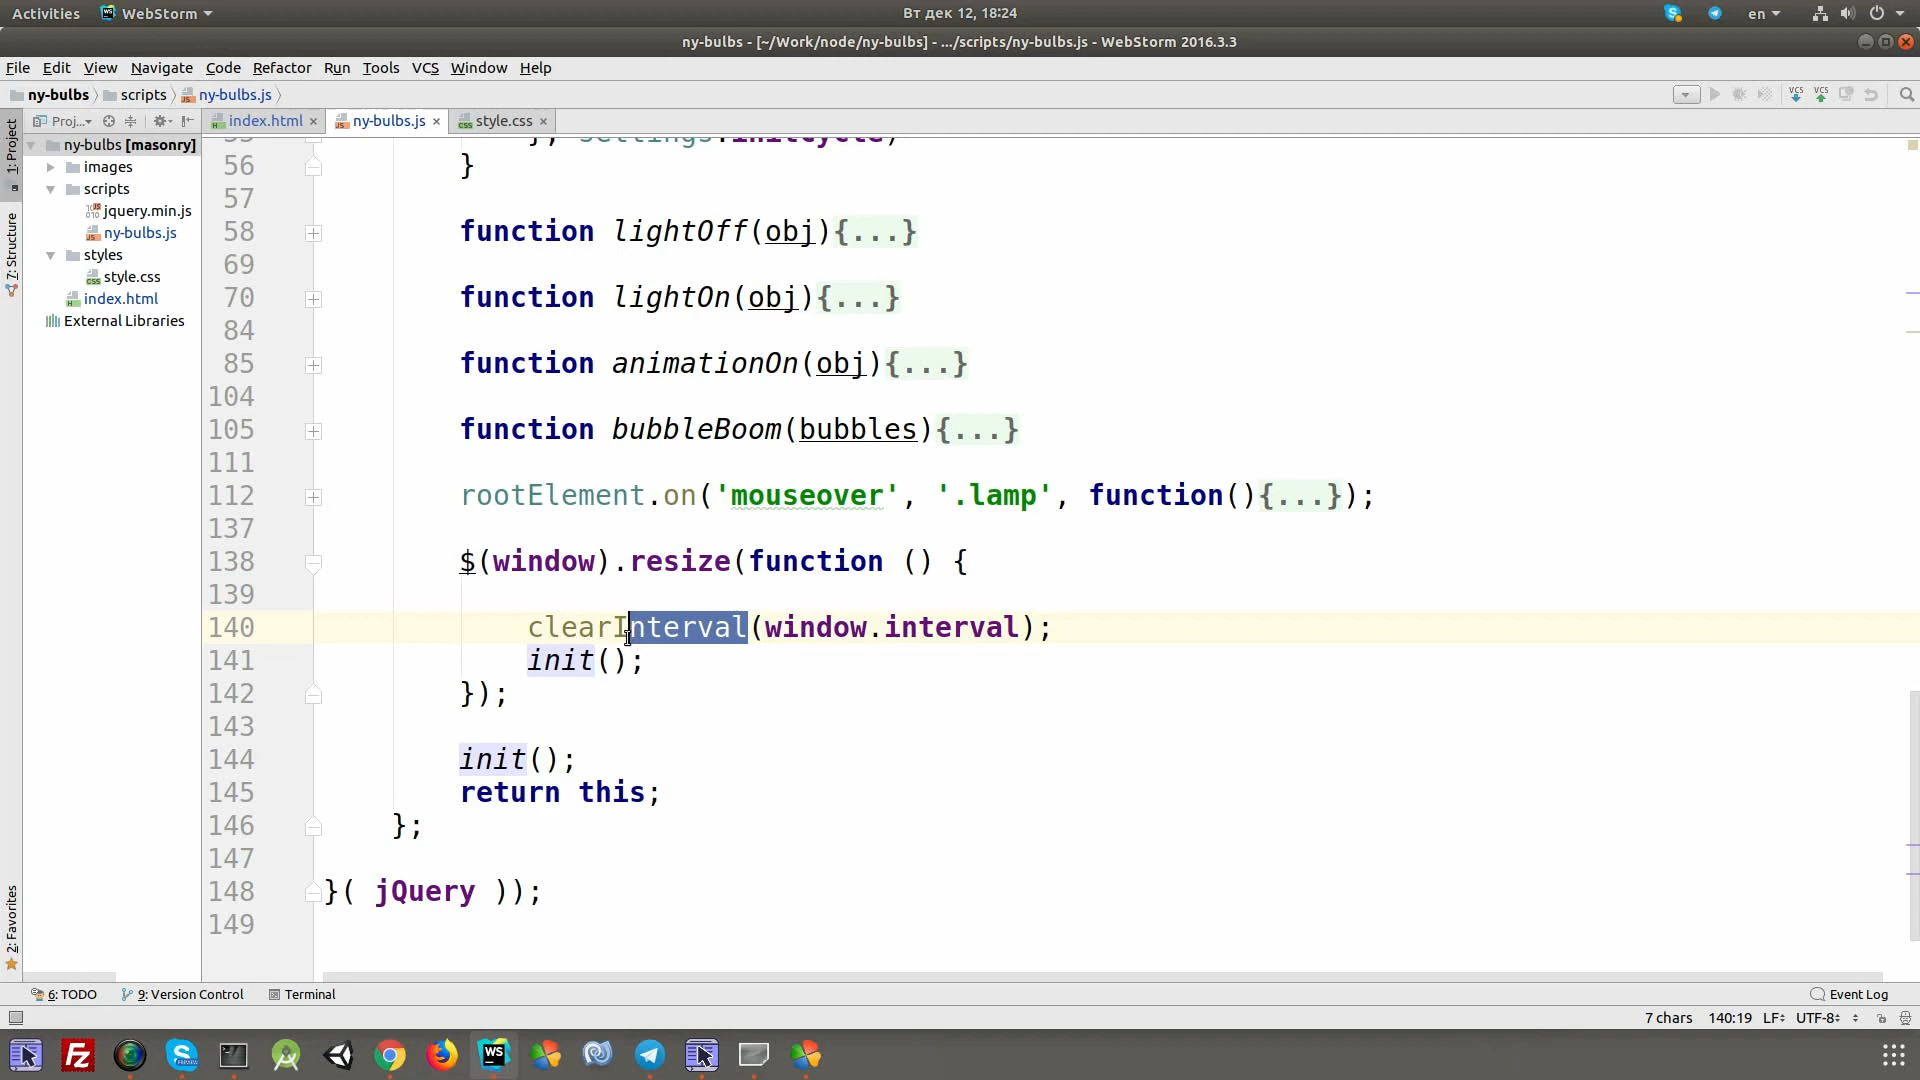 Activities WebStorm Вт дек 12, 18:24 en
ny-bulbs - [~/Work/node/ny-bulbs] - .../scripts/ny-bulbs.js - WebStorm 2016.3.3
File Edit View Navigate Code Refactor Run Tools VCS Window Help
ny-bulbs scripts ny-bulbs.js VCS VCS
1: Project
7: Structure
2: Favorites
Proj...
ny-bulbs [masonry]
images
scripts
jquery.min.js
ny-bulbs.js
styles
style.css
index.html
External Libraries
index.html ny-bulbs.js style.css
56 }
57
58 function lightOff(obj){...}
69
70 function lightOn(obj){...}
84
85 function animationOn(obj){...}
104
105 function bubbleBoom(bubbles){...}
111
112 rootElement.on('mouseover', '.lamp', function(){...});
137
138 $(window).resize(function () {
139
140 clearInterval(window.interval);
141 init();
142 });
143
144 init();
145 return this;
146 };
147
148 }( jQuery ));
149
6: TODO 9: Version Control Terminal Event Log
7 chars 140:19 LF UTF-8